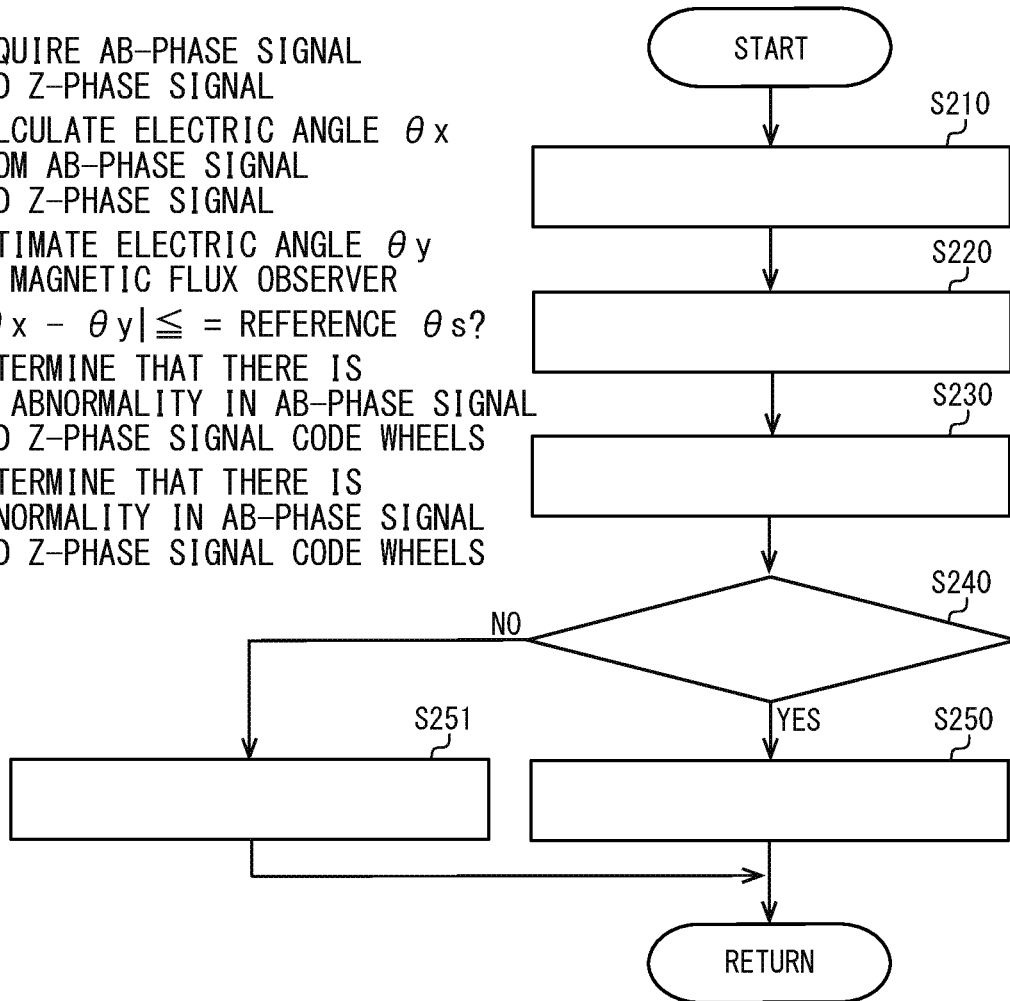 QUIRE AB-PHASE SIGNAL
D Z-PHASE SIGNAL
LCULATE ELECTRIC ANGLE θx
OM AB-PHASE SIGNAL
D Z-PHASE SIGNAL
TIMATE ELECTRIC ANGLE θy
MAGNETIC FLUX OBSERVER
x - θy|≦ = REFERENCE θs?
TERMINE THAT THERE IS
ABNORMALITY IN AB-PHASE SIGNAL
D Z-PHASE SIGNAL CODE WHEELS
TERMINE THAT THERE IS
NORMALITY IN AB-PHASE SIGNAL
D Z-PHASE SIGNAL CODE WHEELS
START
S210
S220
S230
S240
NO
YES
S251
S250
RETURN